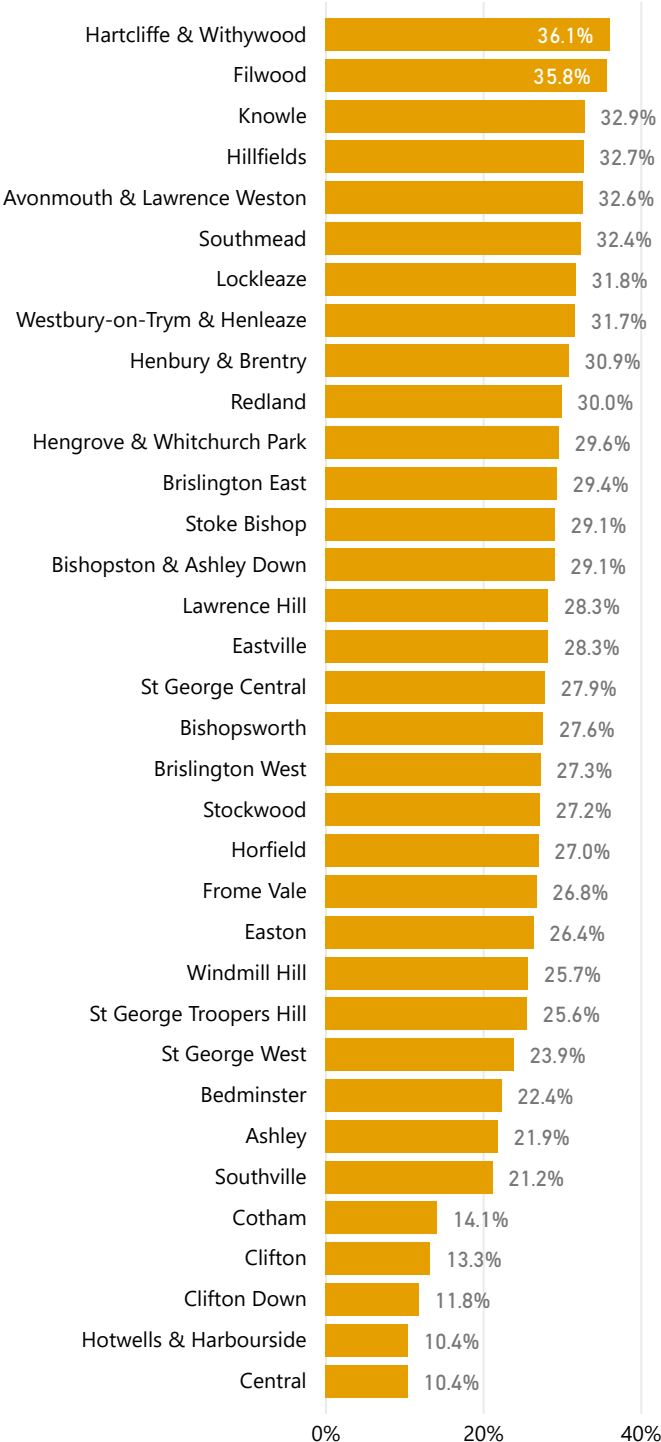 Hartcliffe & Withywood 36.1%
Filwood 35.8%
Knowle 32.9%
Hillfields 32.7%
Avonmouth & Lawrence Weston 32.6%
Southmead 32.4%
Lockleaze 31.8%
Westbury-on-Trym & Henleaze 31.7%
Henbury & Brentry 30.9%
Redland 30.0%
Hengrove & Whitchurch Park 29.6%
Brislington East 29.4%
Stoke Bishop 29.1%
Bishopston & Ashley Down 29.1%
Lawrence Hill 28.3%
Eastville 28.3%
St George Central 27.9%
Bishopsworth 27.6%
Brislington West 27.3%
Stockwood 27.2%
Horfield 27.0%
Frome Vale 26.8%
Easton 26.4%
Windmill Hill 25.7%
St George Troopers Hill 25.6%
St George West 23.9%
Bedminster 22.4%
Ashley 21.9%
Southville 21.2%
Cotham 14.1%
Clifton 13.3%
Clifton Down 11.8%
Hotwells & Harbourside 10.4%
Central 10.4%
0% 20% 40%